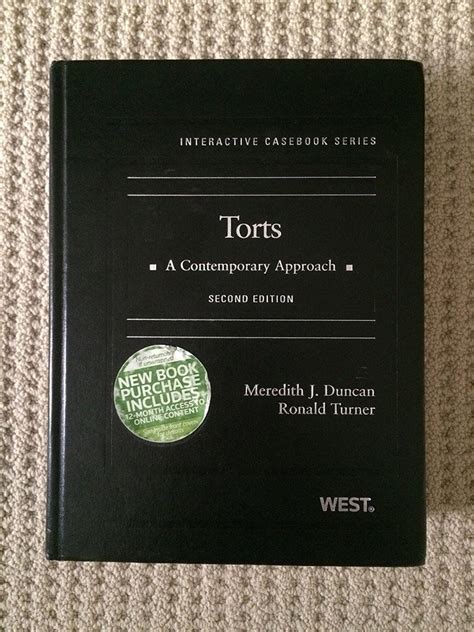 INTERACTIVE CASEBOOK SERIES
Torts
A Contemporary Approach
SECOND EDITION
NEW BOOK
PURCHASE
INCLUDES
12-MONTH ACCESS TO
ONLINE CONTENT
Meredith J. Duncan
Ronald Turner
WEST®